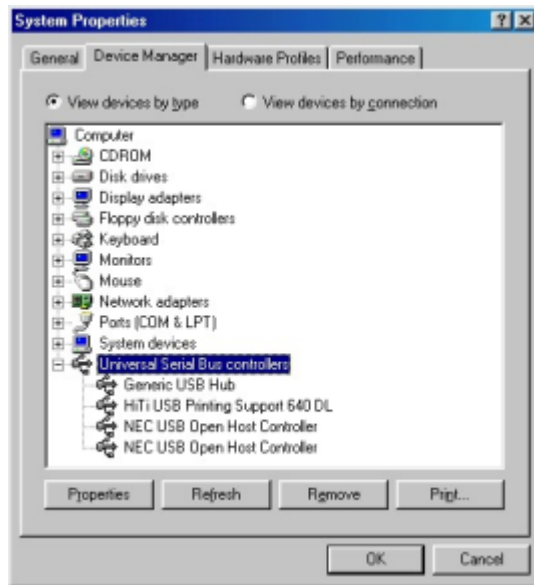 System Properties
General Device Manager Hardware Profiles Performance
View devices by type View devices by connection
Computer
CDROM
Disk drives
Display adapters
Floppy disk controllers
Keyboard
Monitors
Mouse
Network adapters
Ports (COM & LPT)
System devices
Universal Serial Bus controllers
Generic USB Hub
HiTi USB Printing Support 640 DL
NEC USB Open Host Controller
NEC USB Open Host Controller
Properties Refresh Remove Print...
OK Cancel